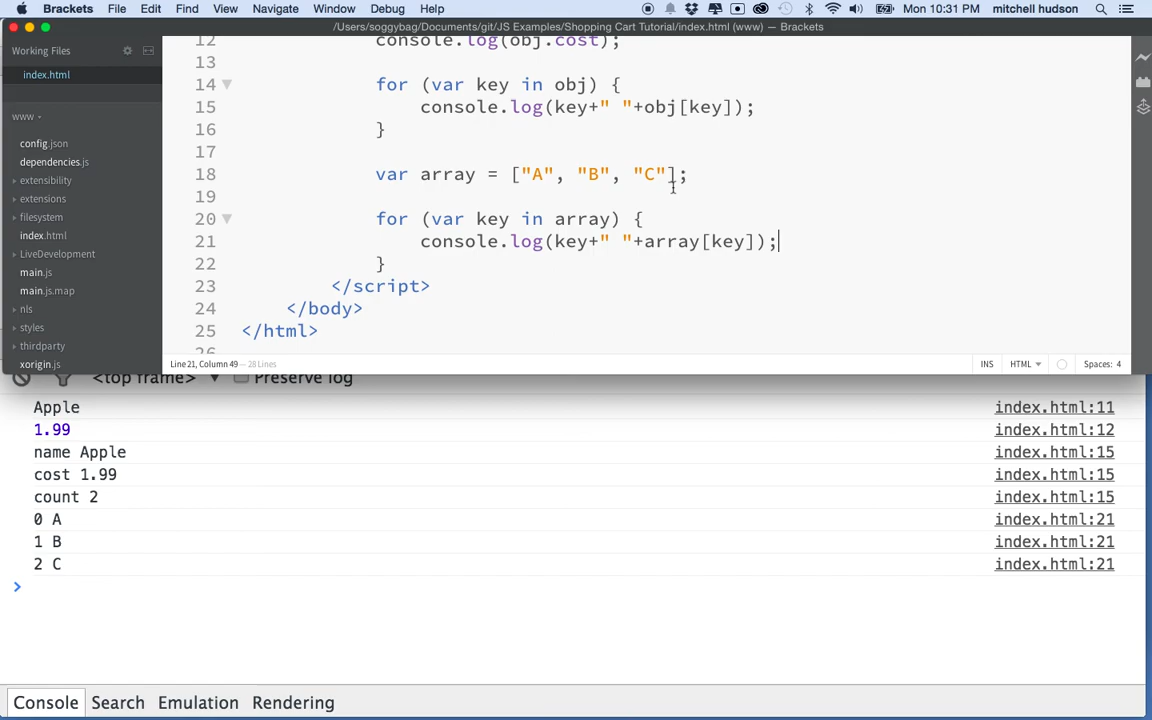 Brackets File Edit Find View Navigate Window Debug Help Mon 10:31 PM mitchell hudson
/Users/soggybag/Documents/git/JS Examples/Shopping Cart Tutorial/index.html (www) — Brackets
Working Files
index.html
www
config.json
dependencies.js
extensibility
extensions
filesystem
index.html
LiveDevelopment
main.js
main.js.map
nls
styles
thirdparty
xorigin.js
12 console.log(obj.cost);
13
14 for (var key in obj) {
15 console.log(key+" "+obj[key]);
16 }
17
18 var array = ["A", "B", "C"];
19
20 for (var key in array) {
21 console.log(key+" "+array[key]);
22 }
23 </script>
24 </body>
25 </html>
26
Line 21, Column 49 — 28 Lines INS HTML Spaces: 4
<top frame> Preserve log
Apple index.html:11
1.99 index.html:12
name Apple index.html:15
cost 1.99 index.html:15
count 2 index.html:15
0 A index.html:21
1 B index.html:21
2 C index.html:21
>
Console Search Emulation Rendering